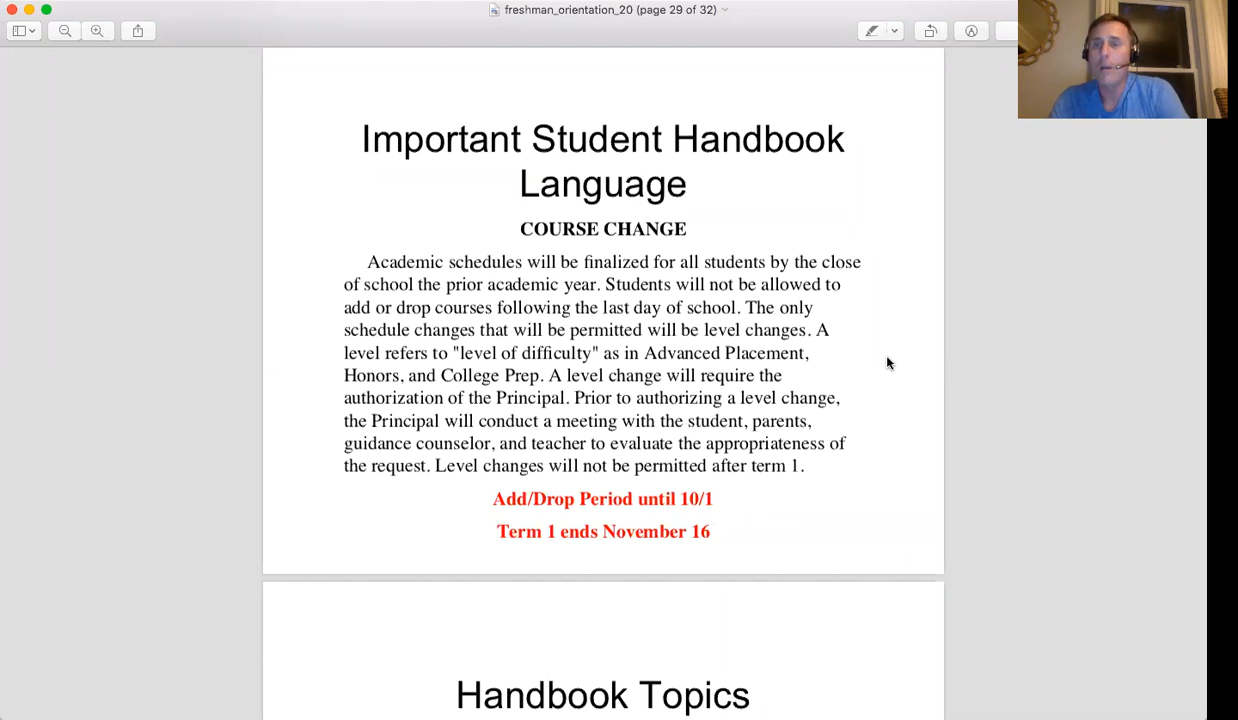 freshman_orientation_20 (page 29 of 32)
Important Student Handbook
Language
COURSE CHANGE
Academic schedules will be finalized for all students by the close
of school the prior academic year. Students will not be allowed to
add or drop courses following the last day of school. The only
schedule changes that will be permitted will be level changes. A
level refers to "level of difficulty" as in Advanced Placement,
Honors, and College Prep. A level change will require the
authorization of the Principal. Prior to authorizing a level change,
the Principal will conduct a meeting with the student, parents,
guidance counselor, and teacher to evaluate the appropriateness of
the request. Level changes will not be permitted after term 1.
Add/Drop Period until 10/1
Term 1 ends November 16
Handbook Topics